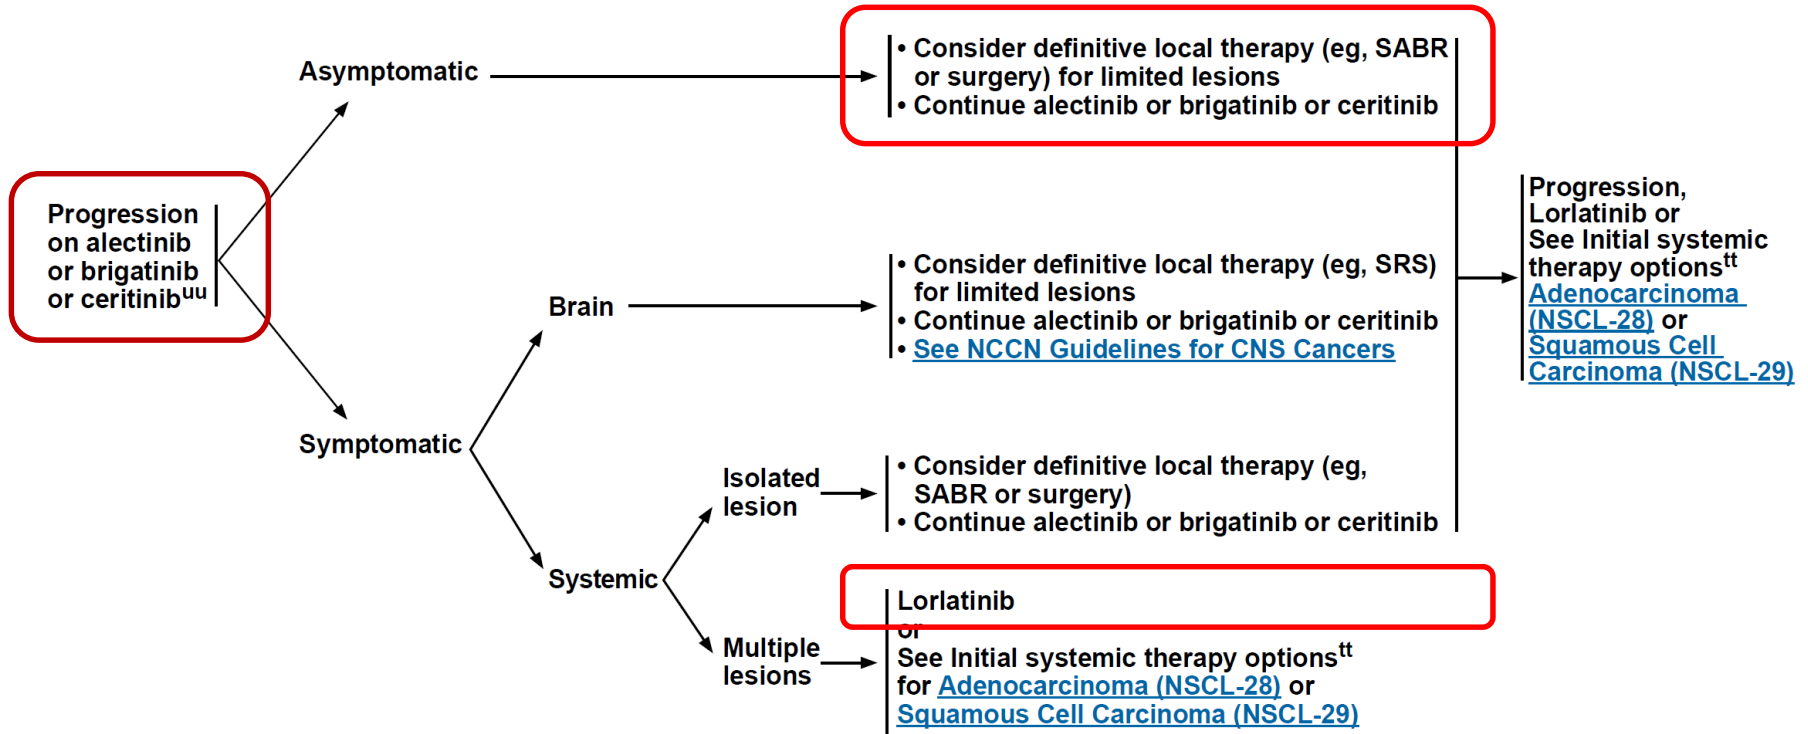 Progression
on alectinib
or brigatinib
or ceritinibuu
Asymptomatic
• Consider definitive local therapy (eg, SABR
or surgery) for limited lesions
• Continue alectinib or brigatinib or ceritinib
Symptomatic
Brain
• Consider definitive local therapy (eg, SRS)
for limited lesions
• Continue alectinib or brigatinib or ceritinib
• See NCCN Guidelines for CNS Cancers
Systemic
Isolated
lesion
• Consider definitive local therapy (eg,
SABR or surgery)
• Continue alectinib or brigatinib or ceritinib
Multiple
lesions
Lorlatinib
or
See Initial systemic therapy optionstt
for Adenocarcinoma (NSCL-28) or
Squamous Cell Carcinoma (NSCL-29)
Progression,
Lorlatinib or
See Initial systemic
therapy optionstt
Adenocarcinoma
(NSCL-28) or
Squamous Cell
Carcinoma (NSCL-29)